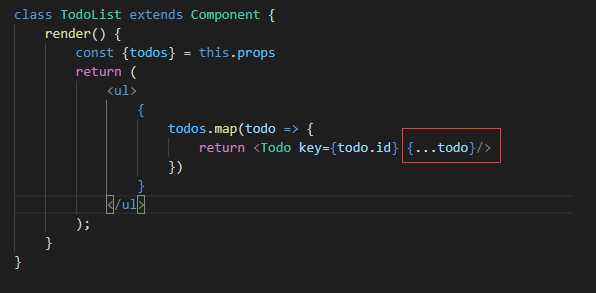 class TodoList extends Component {
render() {
const {todos} = this.props
return (
<ul>
{
todos.map(todo => {
return <Todo key={todo.id} {...todo}/>
})
}
</ul>
);
}
}